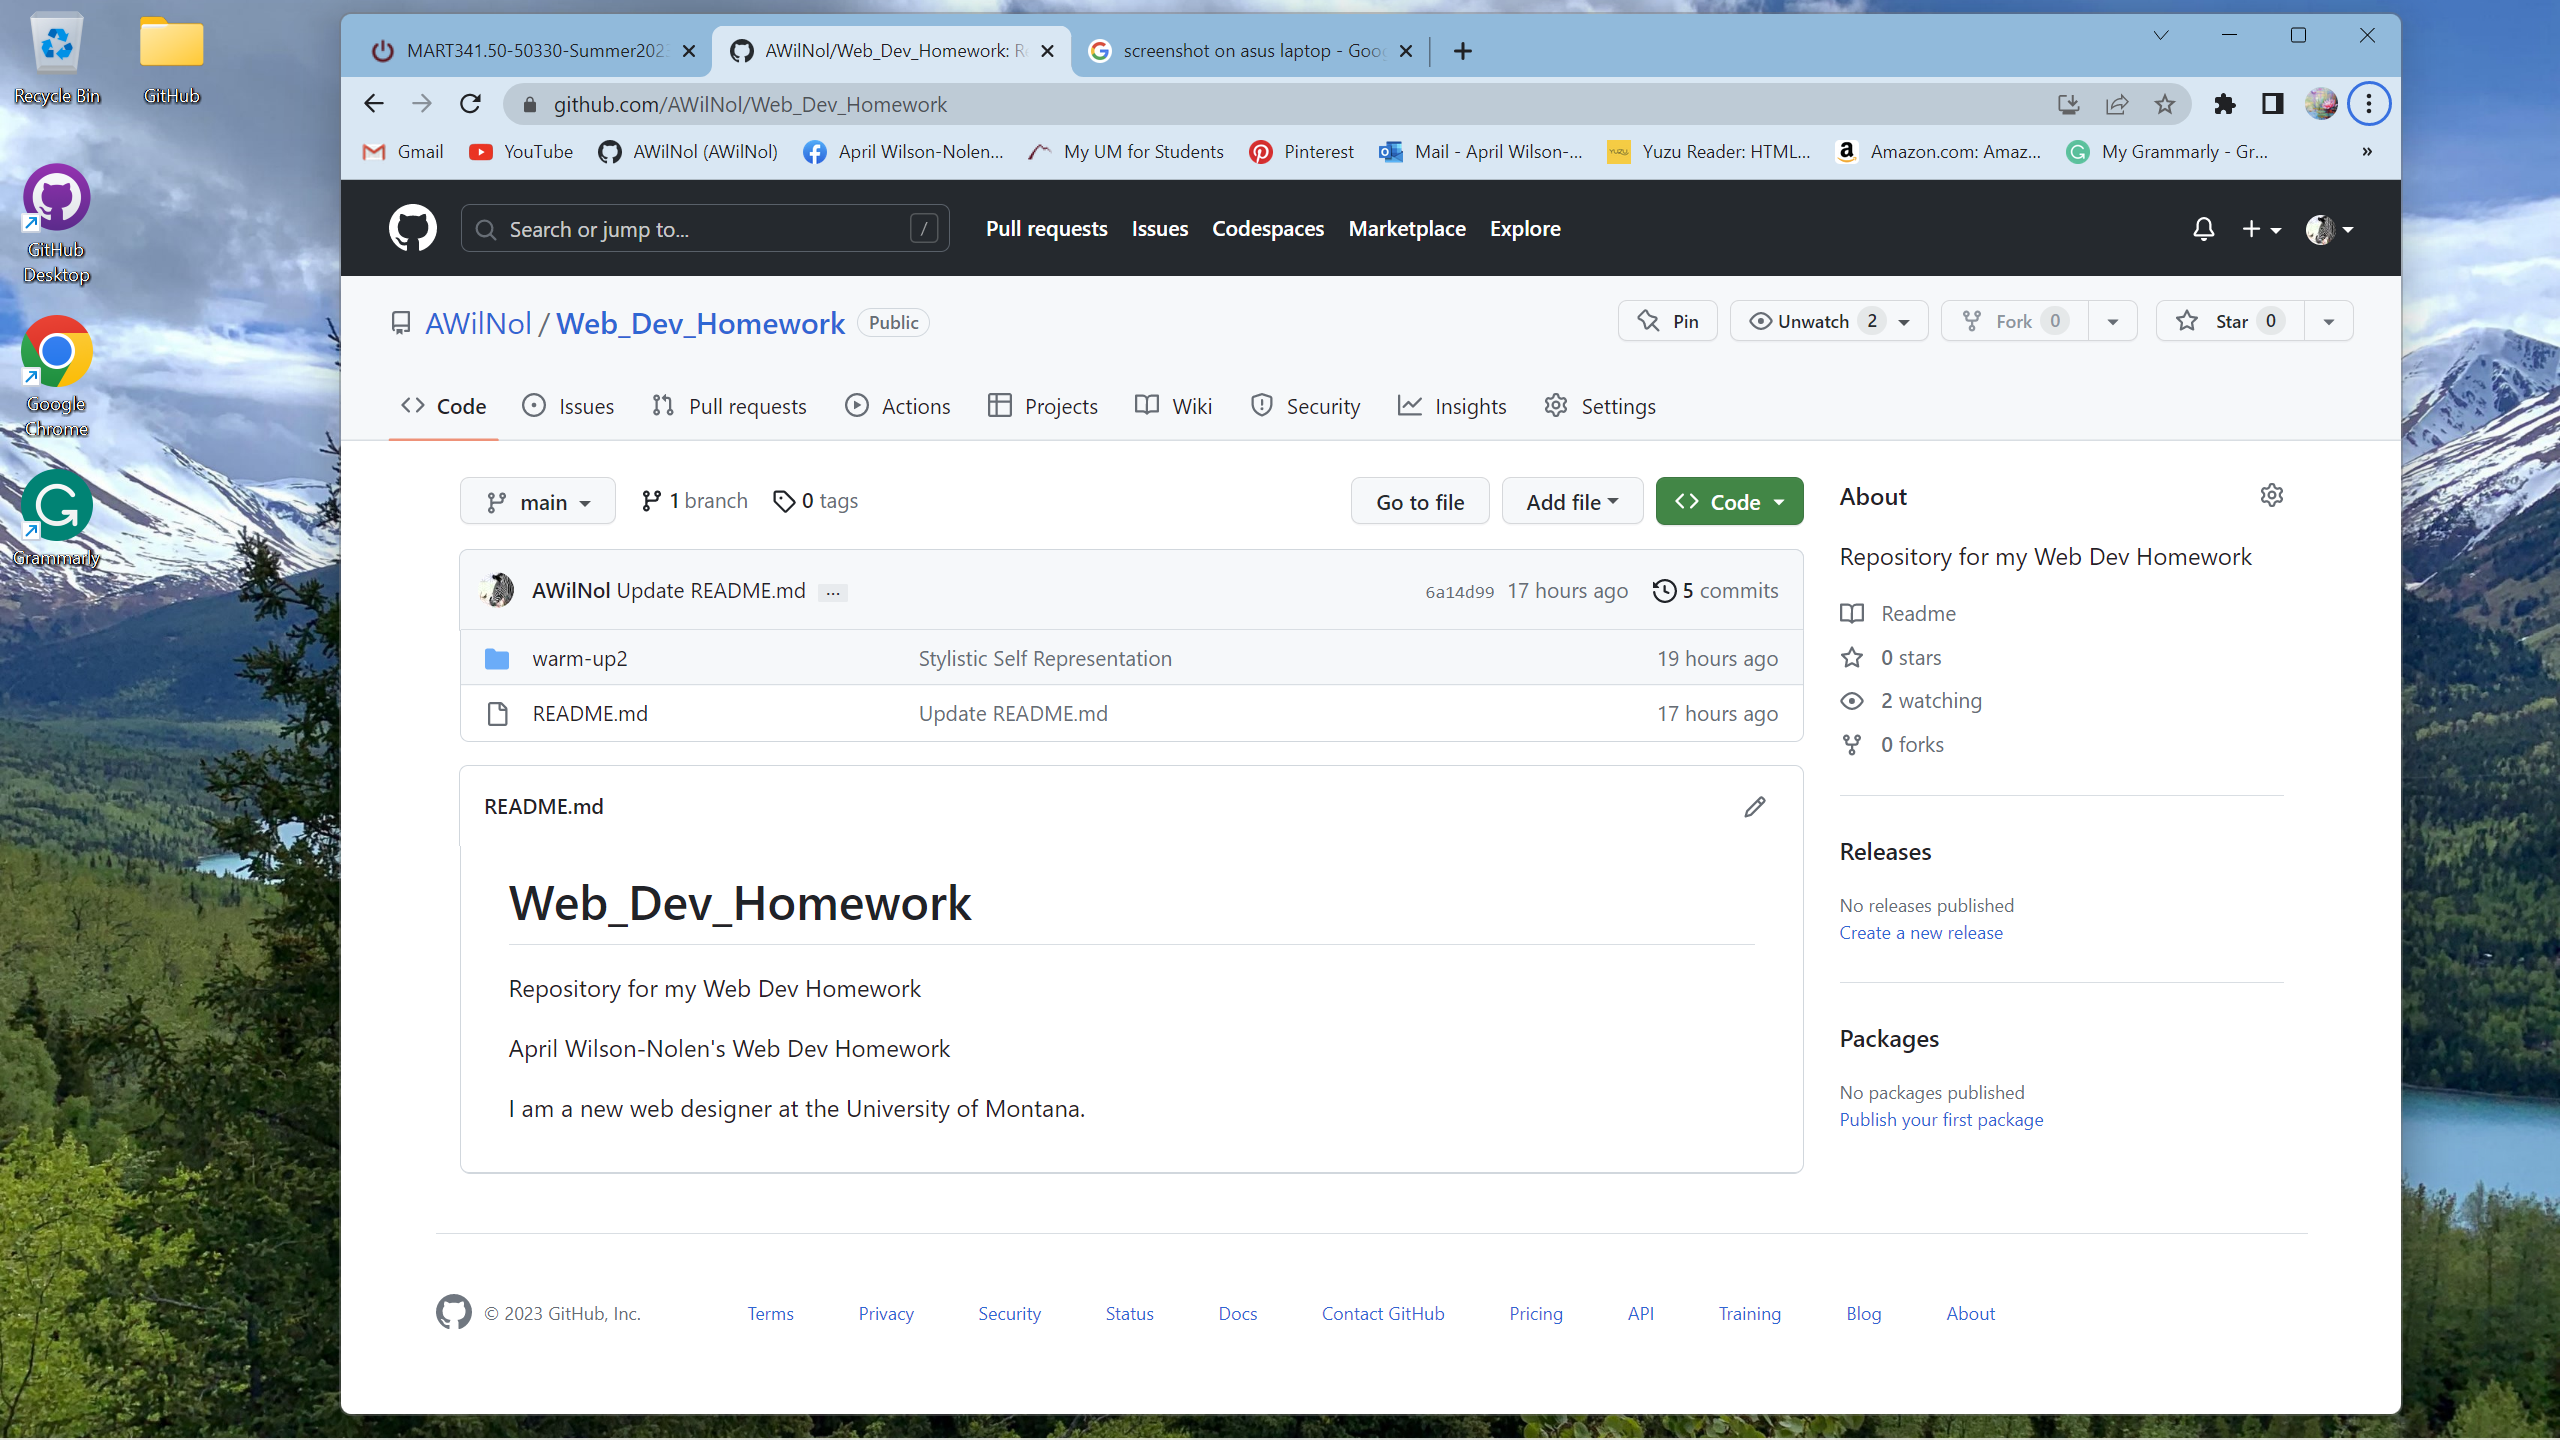 Recycle Bin
GitHub
GitHub
Desktop
Google
Chrome
Grammarly
MART341.50-50330-Summer202
AWilNol/Web_Dev_Homework: Re
screenshot on asus laptop - Goog
github.com/AWilNol/Web_Dev_Homework
Gmail YouTube AWilNol (AWilNol) April Wilson-Nolen... My UM for Students Pinterest Mail - April Wilson-... Yuzu Reader: HTML... Amazon.com: Amaz... My Grammarly - Gr... »
Search or jump to... / Pull requests Issues Codespaces Marketplace Explore
AWilNol / Web_Dev_Homework Public Pin Unwatch 2 Fork 0 Star 0
Code Issues Pull requests Actions Projects Wiki Security Insights Settings
main 1 branch 0 tags Go to file Add file Code
AWilNol Update README.md ... 6a14d99 17 hours ago 5 commits
warm-up2 Stylistic Self Representation 19 hours ago
README.md Update README.md 17 hours ago
README.md
Web_Dev_Homework
Repository for my Web Dev Homework
April Wilson-Nolen's Web Dev Homework
I am a new web designer at the University of Montana.
About
Repository for my Web Dev Homework
Readme
0 stars
2 watching
0 forks
Releases
No releases published
Create a new release
Packages
No packages published
Publish your first package
© 2023 GitHub, Inc. Terms Privacy Security Status Docs Contact GitHub Pricing API Training Blog About